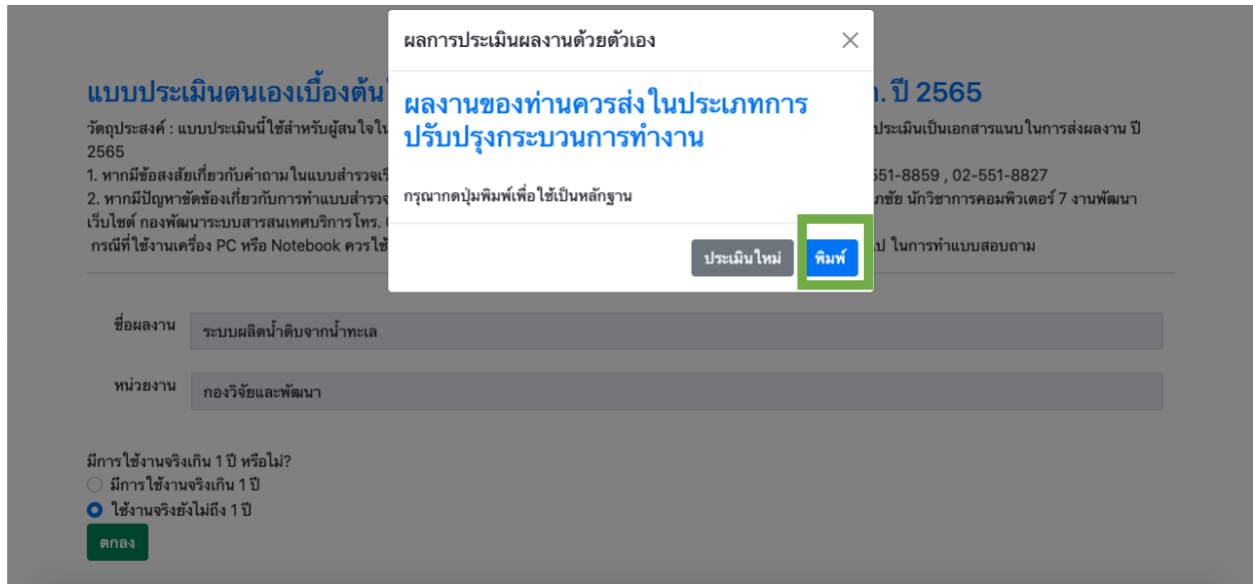 ผลการประเมินผลงานด้วยตัวเอง
ผลงานของท่านควรส่งในประเภทการ
ปรับปรุงกระบวนการทำงาน
กรุณากดปุ่มพิมพ์เพื่อใช้เป็นหลักฐาน
ประเมินใหม่ พิมพ์
แบบประเมินตนเองเบื้องต้น ปี 2565
วัตถุประสงค์ : แบบประเมินนี้ใช้สำหรับผู้สนใจ ประเมินเป็นเอกสารแนบในการส่งผลงาน ปี
2565
1. หากมีข้อสงสัยเกี่ยวกับคำถามในแบบสำรวจ 551-8859 , 02-551-8827
2. หากมีปัญหาขัดข้องเกี่ยวกับการทำแบบสำรวจ นักวิชาการคอมพิวเตอร์ 7 งานพัฒนา
เว็บไซต์ กองพัฒนาระบบสารสนเทศบริการโทร.
กรณีที่ใช้งานเครื่อง PC หรือ Notebook ควรใช้ ในการทำแบบสอบถาม
ชื่อผลงาน ระบบผลิตน้ำดิบจากน้ำทะเล
หน่วยงาน กองวิจัยและพัฒนา
มีการใช้งานจริงเกิน 1 ปี หรือไม่?
มีการใช้งานจริงเกิน 1 ปี
ใช้งานจริงยังไม่ถึง 1 ปี
ตกลง